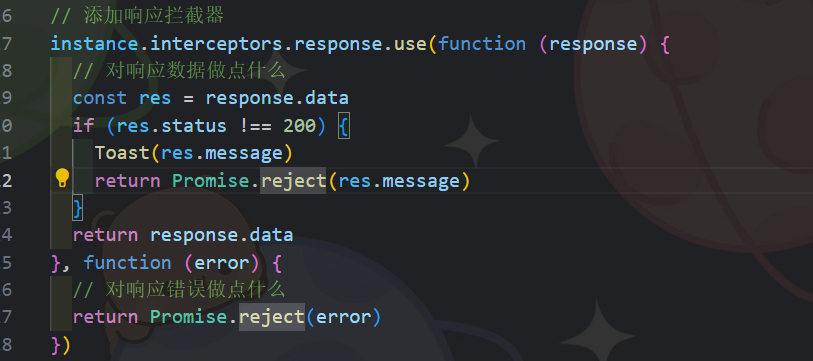 6 // 添加响应拦截器
7 instance.interceptors.response.use(function (response) {
8 // 对响应数据做点什么
9 const res = response.data
0 if (res.status !== 200) {
1 Toast(res.message)
2 return Promise.reject(res.message)
3 }
4 return response.data
5 }, function (error) {
6 // 对响应错误做点什么
7 return Promise.reject(error)
8 })